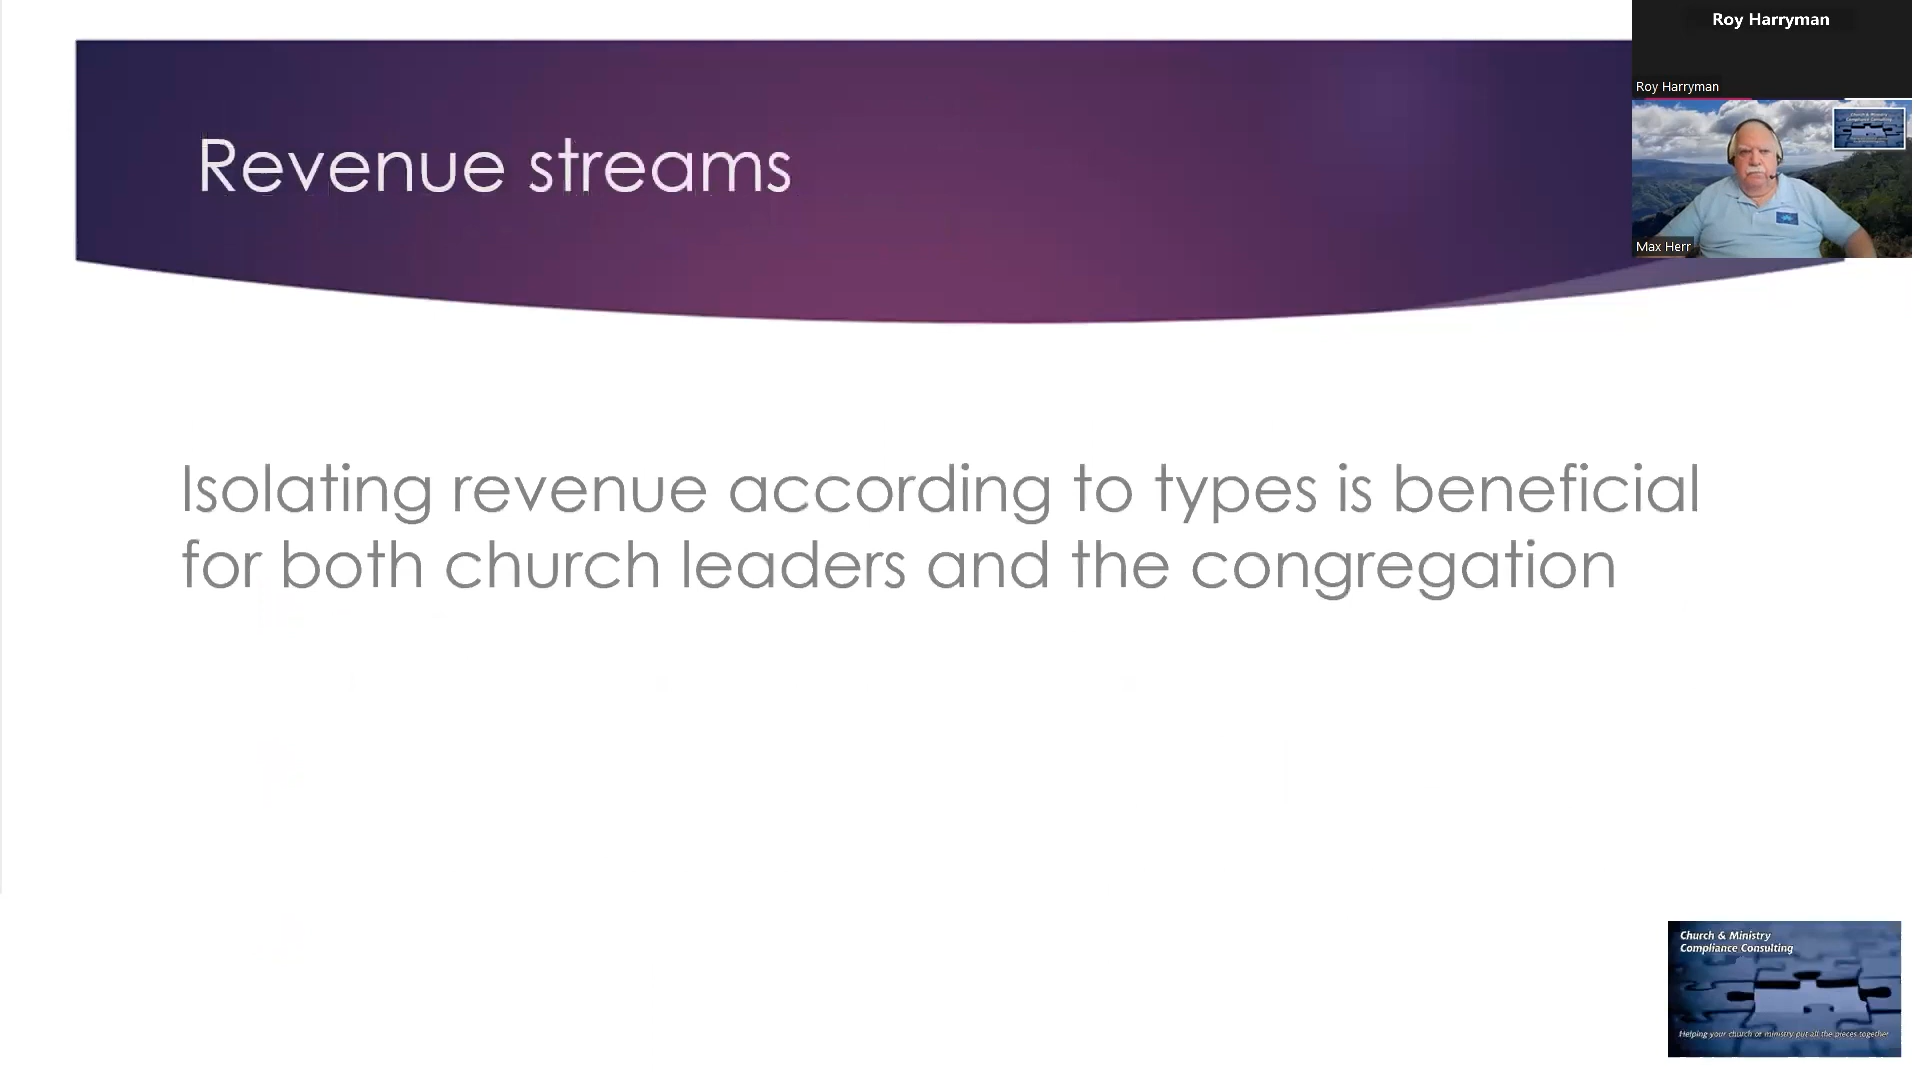 Roy Harryman
Roy Harryman
Max Herr
Revenue streams
Isolating revenue according to types is beneficial
for both church leaders and the congregation
Church & Ministry
Compliance Consulting
Helping your church or ministry put all the pieces together